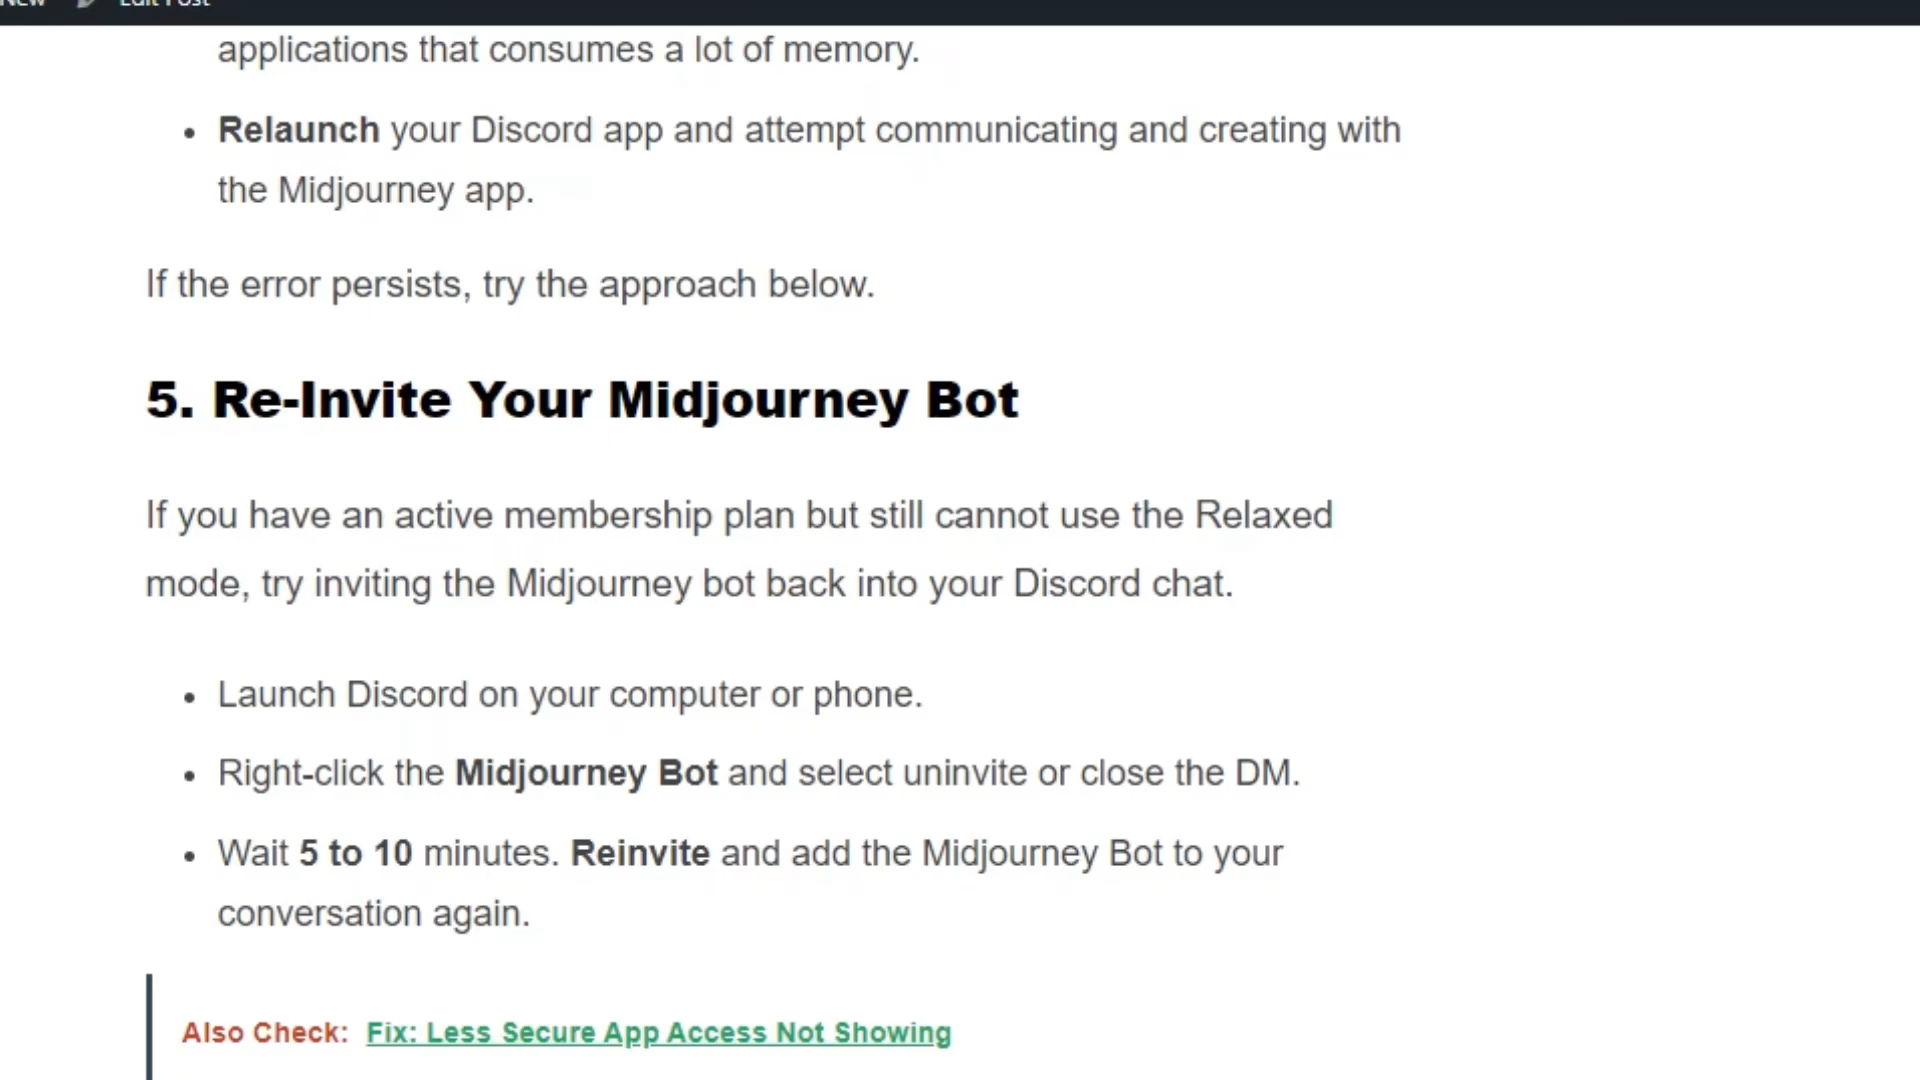 New Edit Post
applications that consumes a lot of memory.
• Relaunch your Discord app and attempt communicating and creating with
the Midjourney app.
If the error persists, try the approach below.
5. Re-Invite Your Midjourney Bot
If you have an active membership plan but still cannot use the Relaxed
mode, try inviting the Midjourney bot back into your Discord chat.
• Launch Discord on your computer or phone.
• Right-click the Midjourney Bot and select uninvite or close the DM.
• Wait 5 to 10 minutes. Reinvite and add the Midjourney Bot to your
conversation again.
Also Check: Fix: Less Secure App Access Not Showing